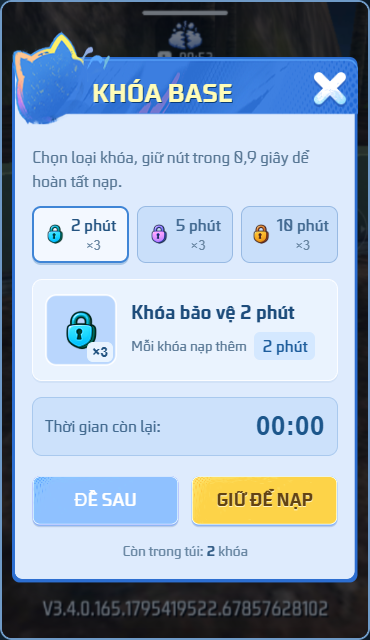 00:53
KHÓA BASE
Chọn loại khóa, giữ nút trong 0,9 giây để
hoàn tất nạp.
2 phút
×3
5 phút
×3
10 phút
×3
×3
Khóa bảo vệ 2 phút
Mỗi khóa nạp thêm 2 phút
Thời gian còn lại: 00:00
ĐỂ SAU
GIỮ ĐỂ NẠP
Còn trong túi: 2 khóa
V3.4.0.165.1795419522.67857628102